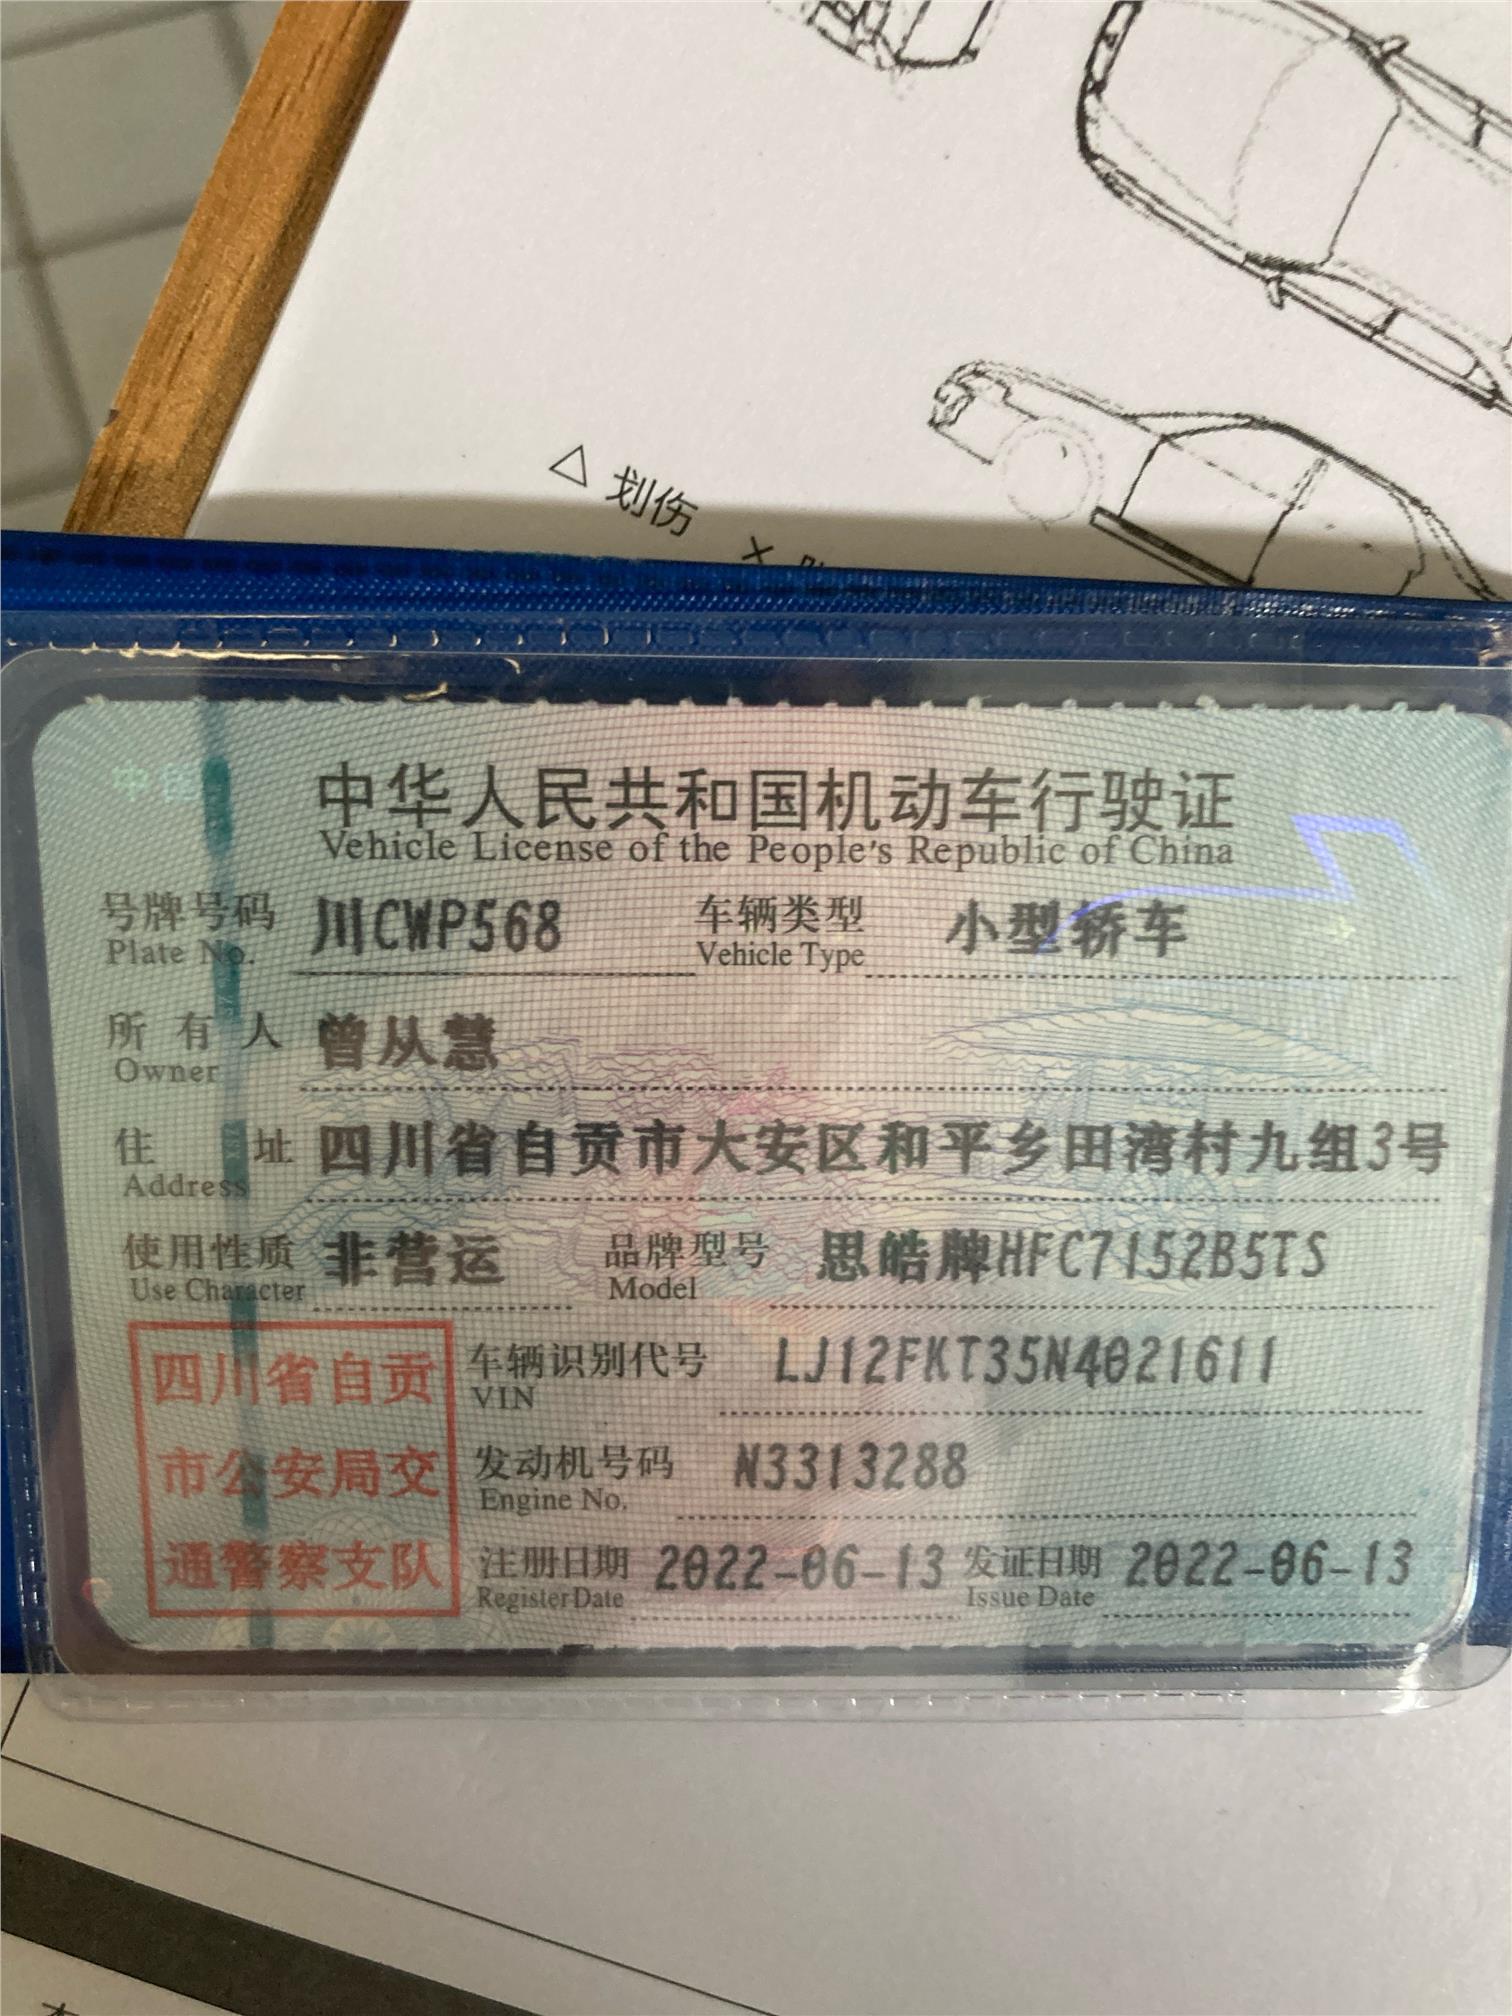 △ 划伤 ×
中华人民共和国机动车行驶证
Vehicle License of the People's Republic of China
号牌号码 川CWP568 车辆类型 小型轿车
Plate No. Vehicle Type
所有人 曾从慧
Owner
住址 四川省自贡市大安区和平乡田湾村九组3号
Address
使用性质 非营运 品牌型号 思皓牌HFC7152B5TS
Use Character Model
四川省自贡
市公安局交
通警察支队
车辆识别代号 LJ12FKT35N4021611
VIN
发动机号码 N3313288
Engine No.
注册日期 2022-06-13 发证日期 2022-06-13
Register Date Issue Date